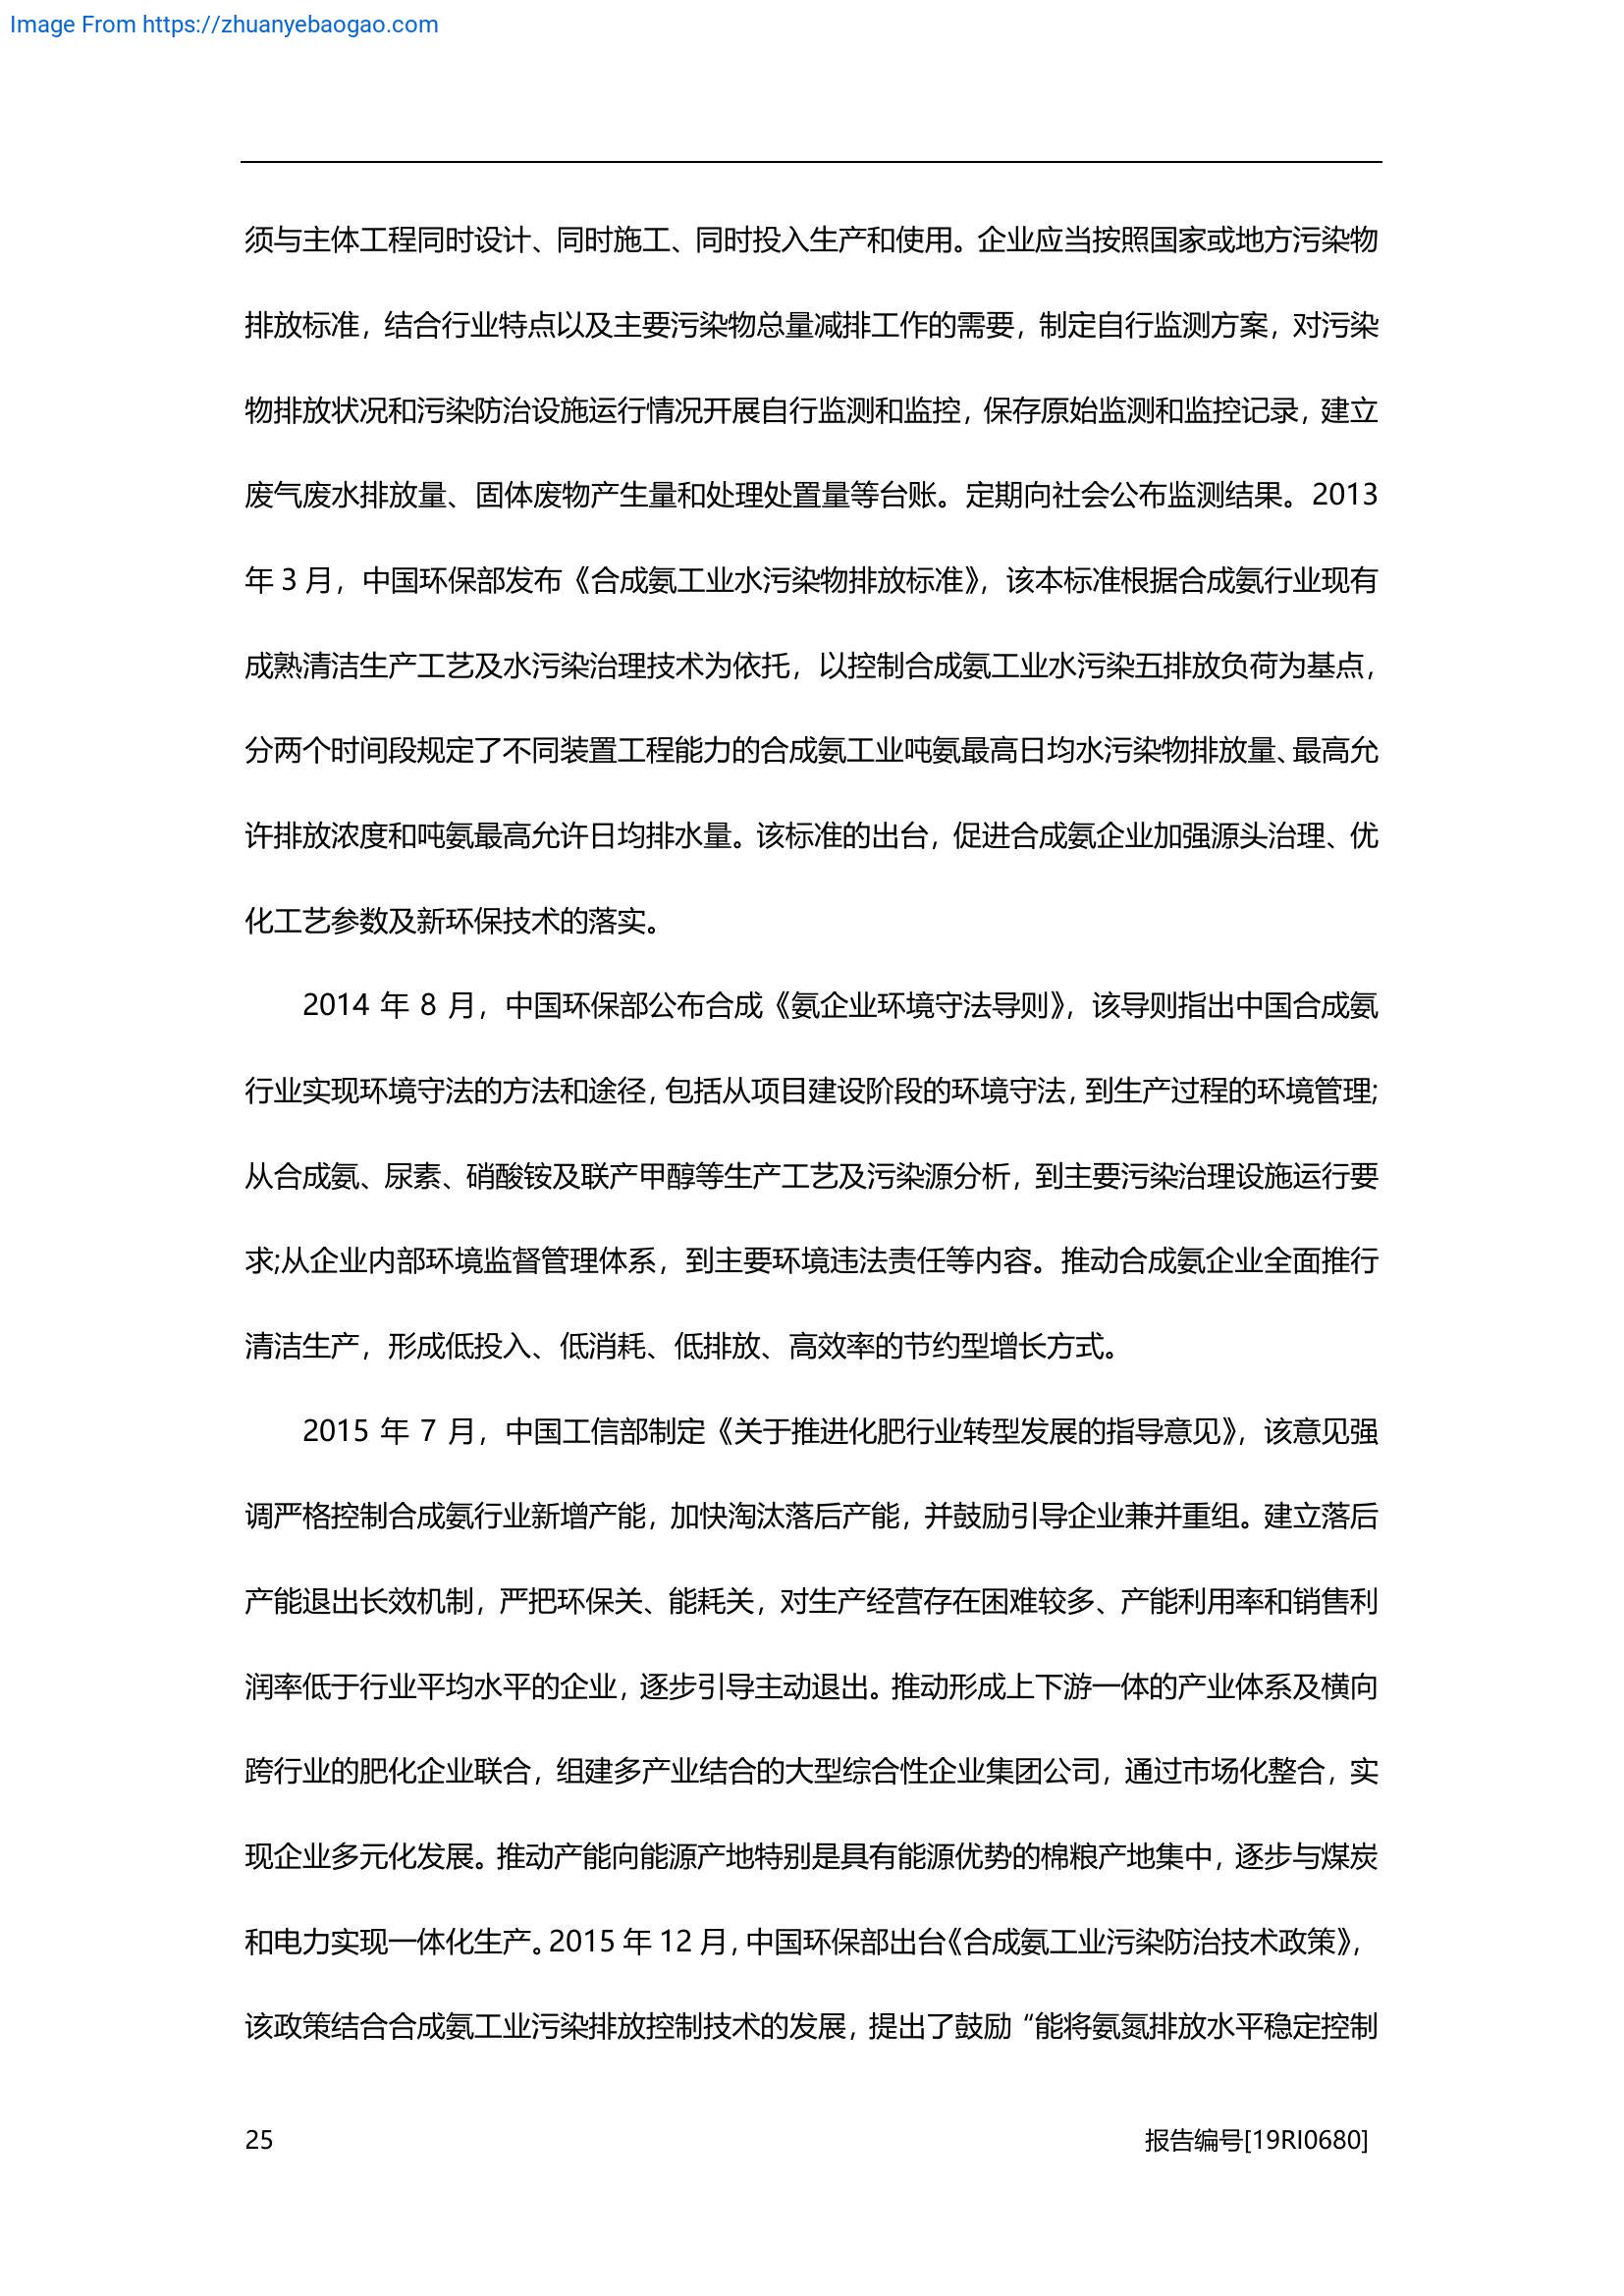 Image From https://zhuanyebaogao.com
须与主体工程同时设计、同时施工、同时投入生产和使用。企业应当按照国家或地方污染物
排放标准，结合行业特点以及主要污染物总量减排工作的需要，制定自行监测方案，对污染
物排放状况和污染防治设施运行情况开展自行监测和监控，保存原始监测和监控记录，建立
废气废水排放量、固体废物产生量和处理处置量等台账。定期向社会公布监测结果。2013
年 3 月，中国环保部发布《合成氨工业水污染物排放标准》，该本标准根据合成氨行业现有
成熟清洁生产工艺及水污染治理技术为依托，以控制合成氨工业水污染五排放负荷为基点，
分两个时间段规定了不同装置工程能力的合成氨工业吨氨最高日均水污染物排放量、最高允
许排放浓度和吨氨最高允许日均排水量。该标准的出台，促进合成氨企业加强源头治理、优
化工艺参数及新环保技术的落实。
2014 年 8 月，中国环保部公布合成《氨企业环境守法导则》，该导则指出中国合成氨
行业实现环境守法的方法和途径，包括从项目建设阶段的环境守法，到生产过程的环境管理;
从合成氨、尿素、硝酸铵及联产甲醇等生产工艺及污染源分析，到主要污染治理设施运行要
求;从企业内部环境监督管理体系，到主要环境违法责任等内容。推动合成氨企业全面推行
清洁生产，形成低投入、低消耗、低排放、高效率的节约型增长方式。
2015 年 7 月，中国工信部制定《关于推进化肥行业转型发展的指导意见》，该意见强
调严格控制合成氨行业新增产能，加快淘汰落后产能，并鼓励引导企业兼并重组。建立落后
产能退出长效机制，严把环保关、能耗关，对生产经营存在困难较多、产能利用率和销售利
润率低于行业平均水平的企业，逐步引导主动退出。推动形成上下游一体的产业体系及横向
跨行业的肥化企业联合，组建多产业结合的大型综合性企业集团公司，通过市场化整合，实
现企业多元化发展。推动产能向能源产地特别是具有能源优势的棉粮产地集中，逐步与煤炭
和电力实现一体化生产。2015 年 12 月，中国环保部出台《合成氨工业污染防治技术政策》，
该政策结合合成氨工业污染排放控制技术的发展，提出了鼓励“能将氨氮排放水平稳定控制
25
报告编号[19RI0680]